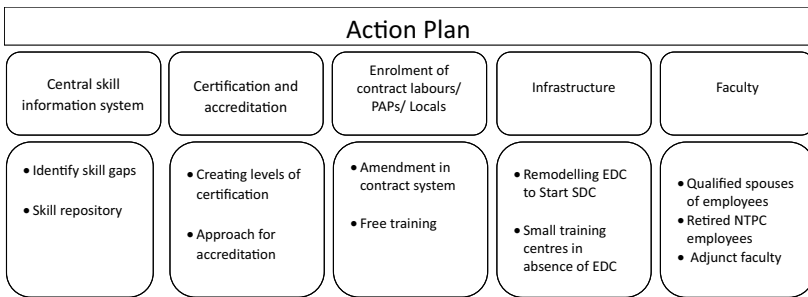 Action Plan
Central skill
information system
Certification and
accreditation
Enrolment of
contract labours/
PAPs/ Locals
Infrastructure
Faculty
• Identify skill gaps
• Skill repository
• Creating levels of
certification
• Approach for
accreditation
• Amendment in
contract system
• Free training
• Remodelling EDC
to Start SDC
• Small training
centres in
absence of EDC
• Qualified spouses
of employees
• Retired NTPC
employees
• Adjunct faculty